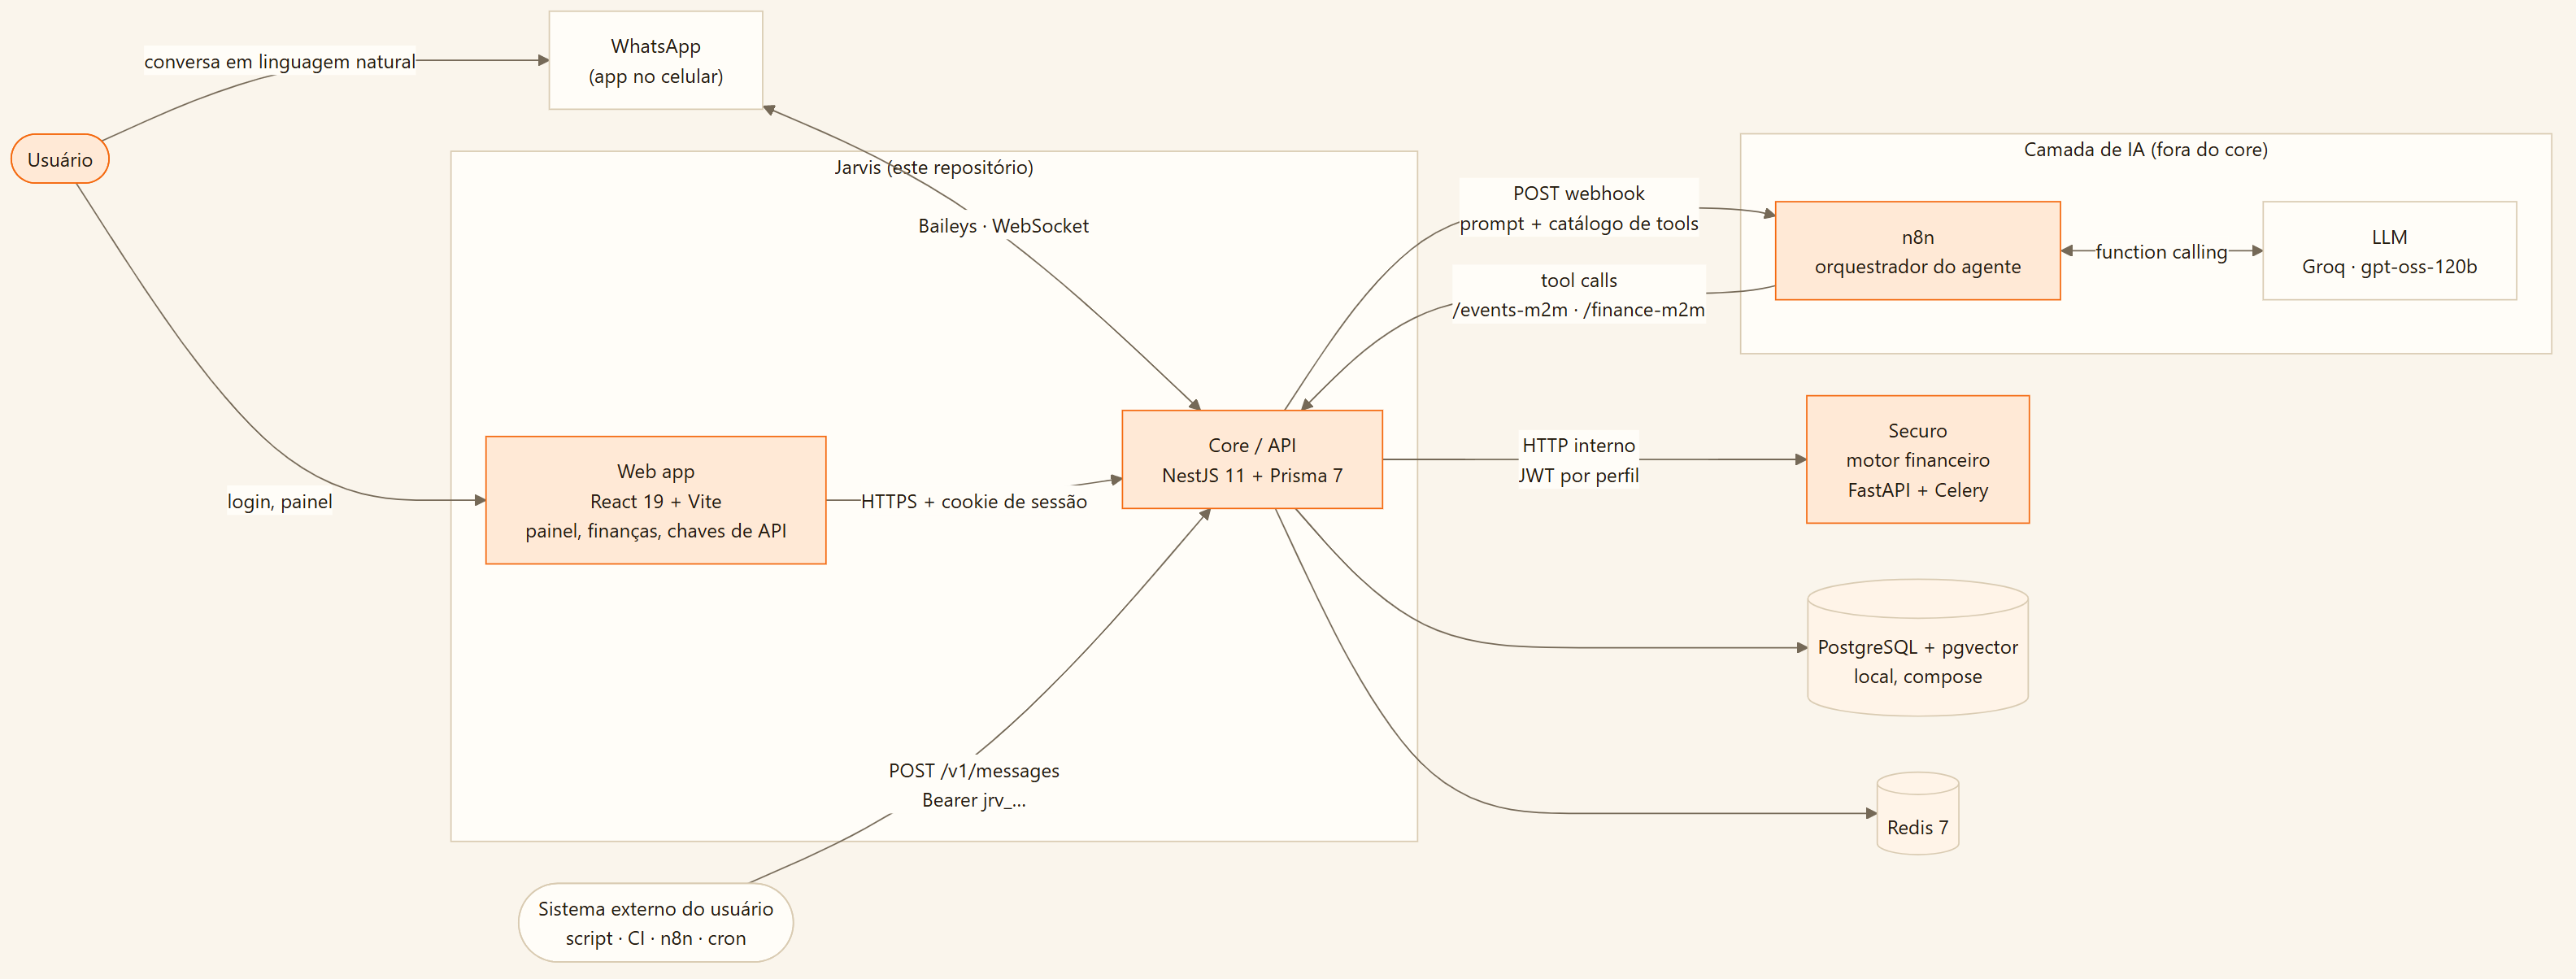 WhatsApp
(app no celular)
conversa em linguagem natural
Usuário
Jarvis (este repositório)
Baileys · WebSocket
Camada de IA (fora do core)
POST webhook
prompt + catálogo de tools
n8n
orquestrador do agente
function calling
LLM
Groq · gpt-oss-120b
tool calls
/events-m2m · /finance-m2m
login, painel
Web app
React 19 + Vite
painel, finanças, chaves de API
HTTPS + cookie de sessão
Core / API
NestJS 11 + Prisma 7
HTTP interno
JWT por perfil
Securo
motor financeiro
FastAPI + Celery
PostgreSQL + pgvector
local, compose
POST /v1/messages
Bearer jrv_...
Redis 7
Sistema externo do usuário
script · CI · n8n · cron